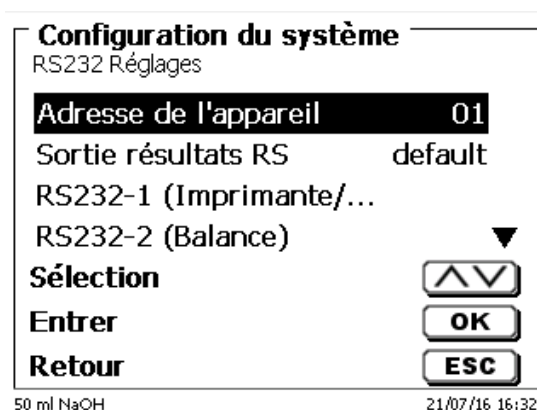 Configuration du système
RS232 Réglages
Adresse de l'appareil 01
Sortie résultats RS default
RS232-1 (Imprimante/...
RS232-2 (Balance)
Sélection
Entrer OK
Retour ESC
50 ml NaOH 21/07/16 16:32